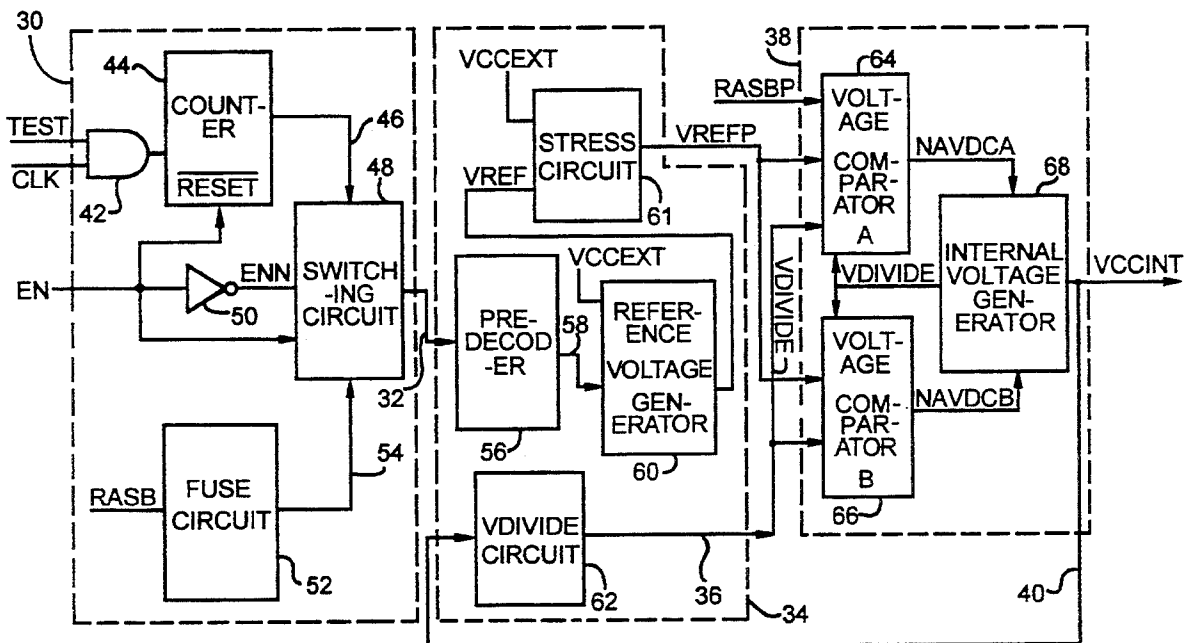 30
44
COUNT-
ER
RESET
TEST
CLK
42
46
48
SWITCH
-ING
CIRCUIT
EN
ENN
50
32
54
RASB
FUSE
CIRCUIT
52
VCCEXT
STRESS
CIRCUIT
61
VREFP
VREF
VCCEXT
PRE-
DECOD
-ER
56
58
REFER-
ENCE
VOLTAGE
GEN-
ERATOR
60
VDIVIDE
CIRCUIT
62
36
34
38
64
RASBP
VOLT-
AGE
COM-
PAR-
ATOR
A
NAVDCA
68
INTERNAL
VOLTAGE
GEN-
ERATOR
VCCINT
VDIVIDE
VDIVIDE
VOLT-
AGE
COM-
PAR-
ATOR
B
NAVDCB
66
40